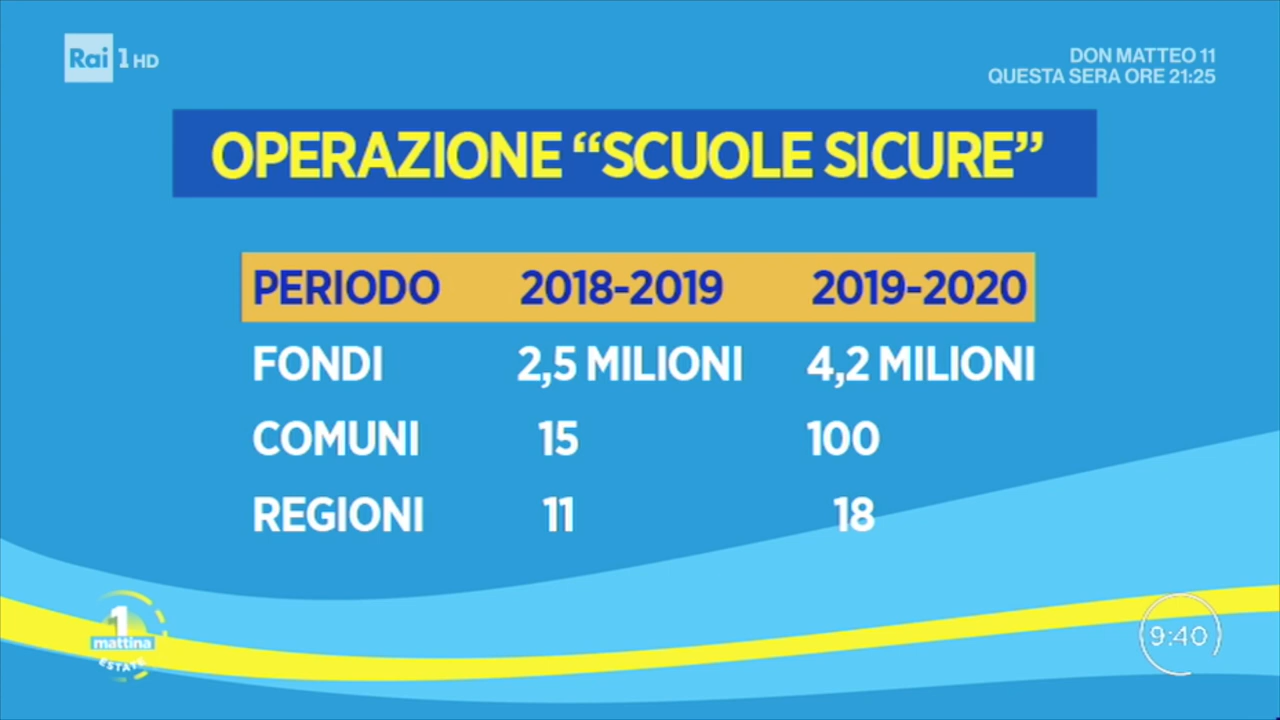 Rai 1 HD
DON MATTEO 11
QUESTA SERA ORE 21:25
OPERAZIONE “SCUOLE SICURE”
PERIODO 2018-2019 2019-2020
FONDI 2,5 MILIONI 4,2 MILIONI
COMUNI 15 100
REGIONI 11 18
1
mattina
ESTATE
9:40